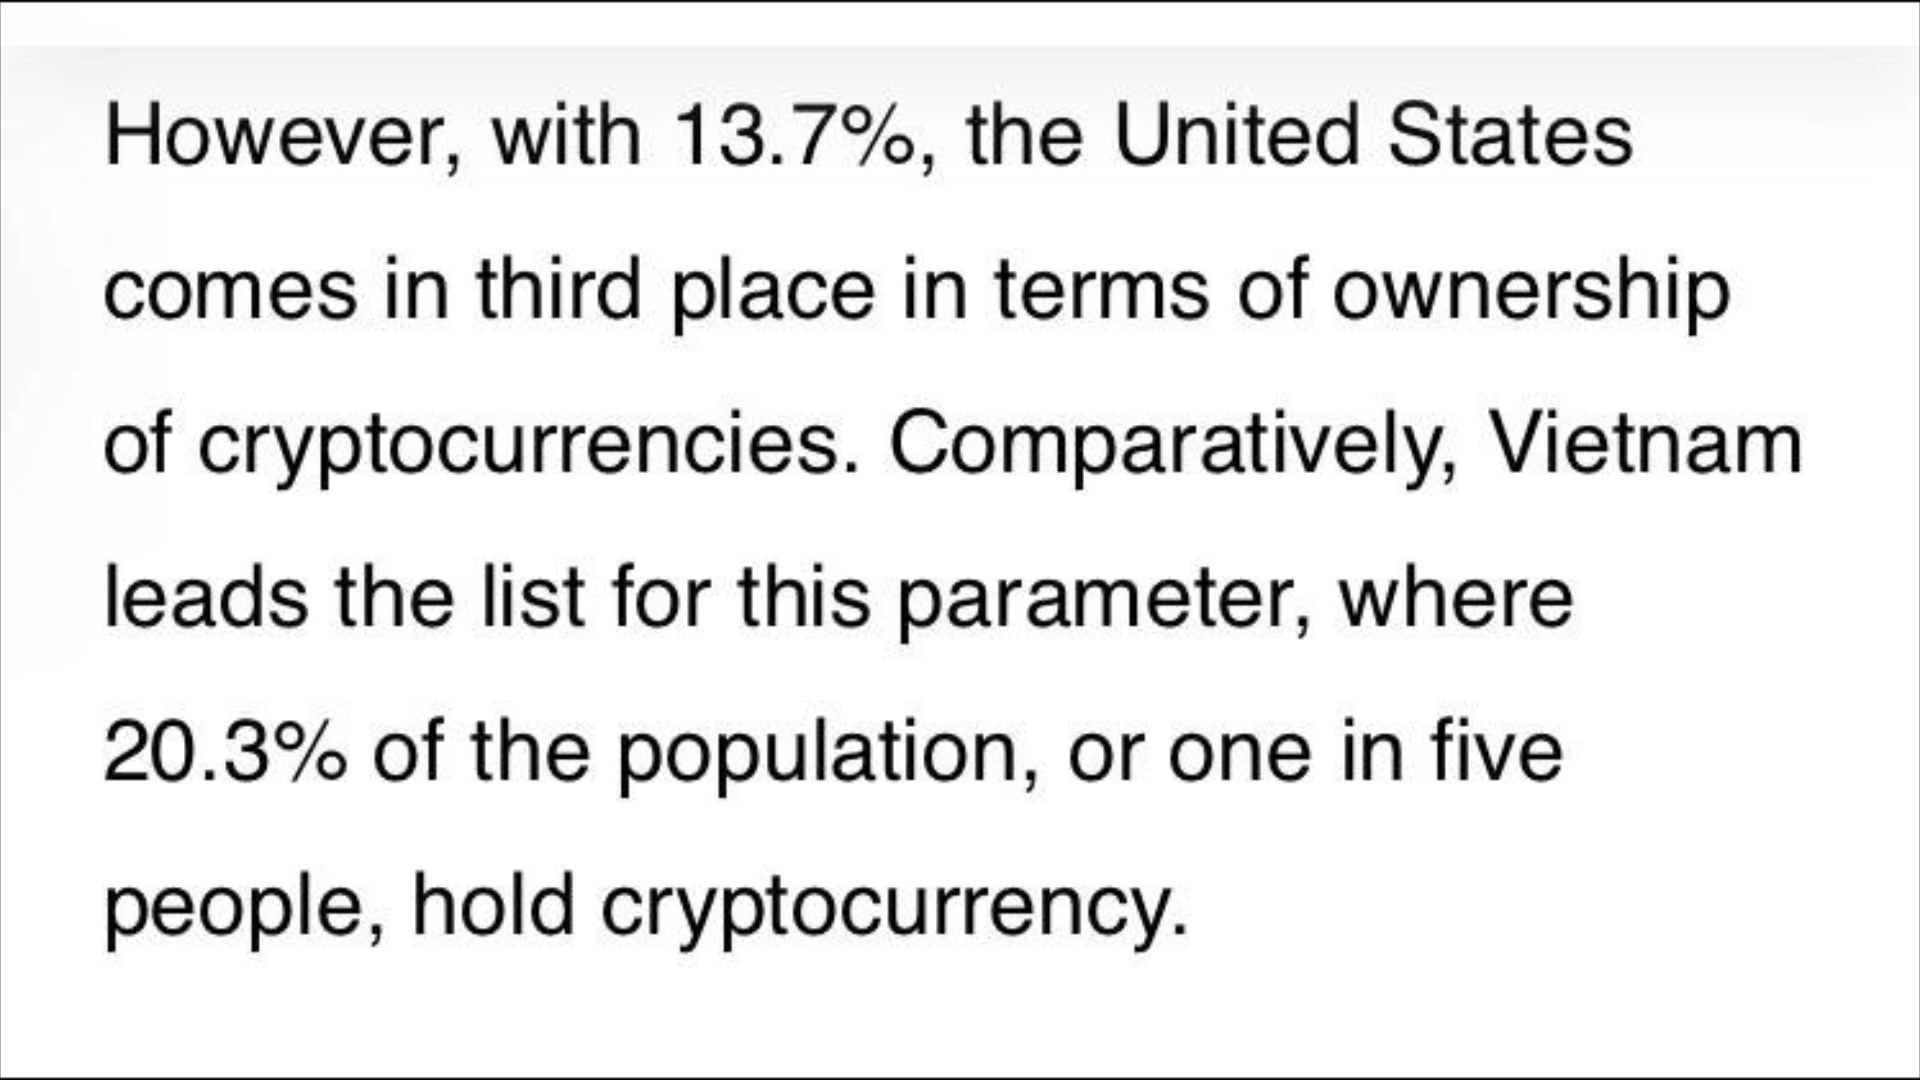 However, with 13.7%, the United States
comes in third place in terms of ownership
of cryptocurrencies. Comparatively, Vietnam
leads the list for this parameter, where
20.3% of the population, or one in five
people, hold cryptocurrency.